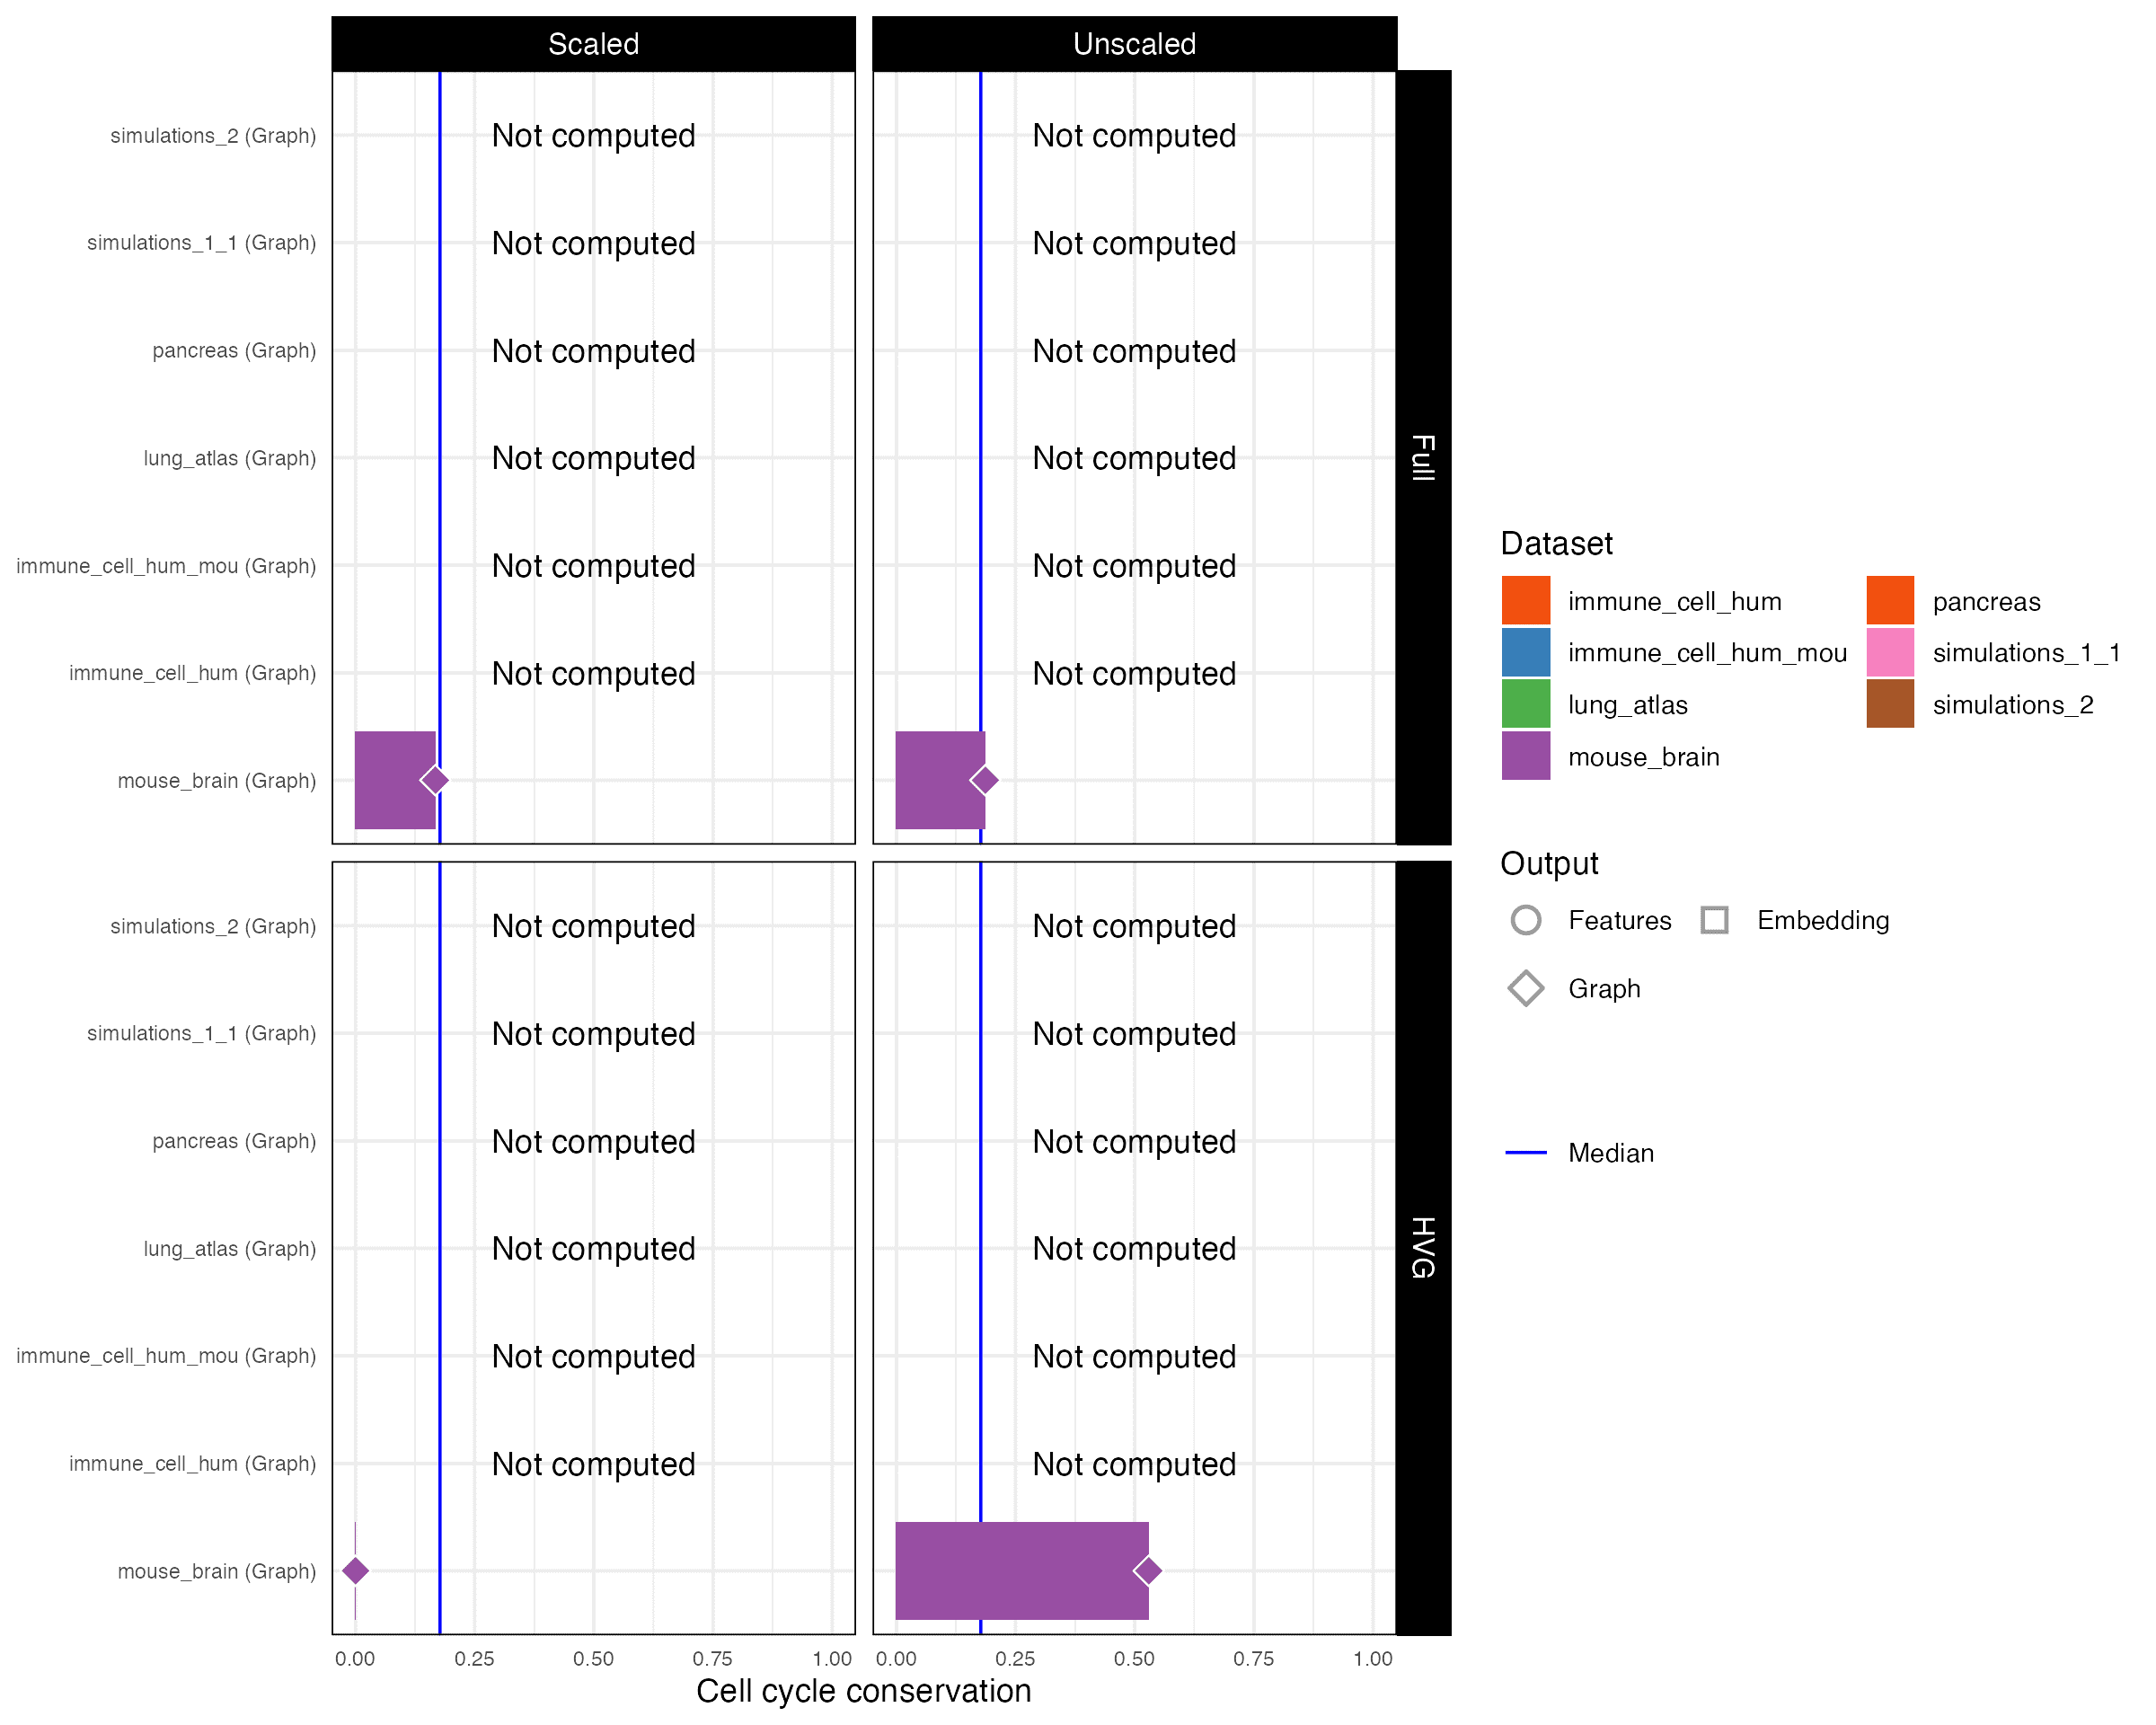 Scaled
Unscaled
Full
simulations_2 (Graph)
Not computed
Not computed
simulations_1_1 (Graph)
Not computed
Not computed
pancreas (Graph)
Not computed
Not computed
lung_atlas (Graph)
Not computed
Not computed
immune_cell_hum_mou (Graph)
Not computed
Not computed
immune_cell_hum (Graph)
Not computed
Not computed
mouse_brain (Graph)
HVG
simulations_2 (Graph)
Not computed
Not computed
simulations_1_1 (Graph)
Not computed
Not computed
pancreas (Graph)
Not computed
Not computed
lung_atlas (Graph)
Not computed
Not computed
immune_cell_hum_mou (Graph)
Not computed
Not computed
immune_cell_hum (Graph)
Not computed
Not computed
mouse_brain (Graph)
0.00 0.25 0.50 0.75 1.00
0.00 0.25 0.50 0.75 1.00
Cell cycle conservation
Dataset
immune_cell_hum
pancreas
immune_cell_hum_mou
simulations_1_1
lung_atlas
simulations_2
mouse_brain
Output
Features
Embedding
Graph
Median